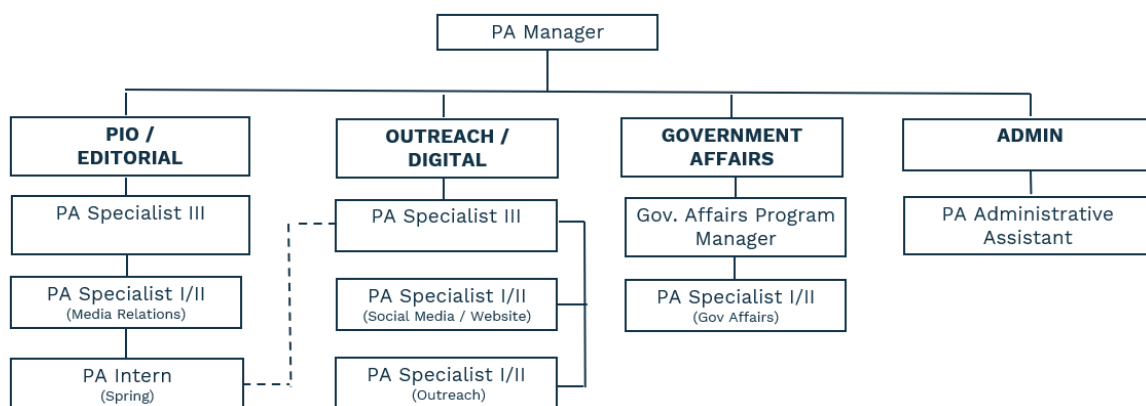 PA Manager
PIO /
EDITORIAL
PA Specialist III
PA Specialist I/II
(Media Relations)
PA Intern
(Spring)
OUTREACH /
DIGITAL
PA Specialist III
PA Specialist I/II
(Social Media / Website)
PA Specialist I/II
(Outreach)
GOVERNMENT
AFFAIRS
Gov. Affairs Program
Manager
PA Specialist I/II
(Gov Affairs)
ADMIN
PA Administrative
Assistant